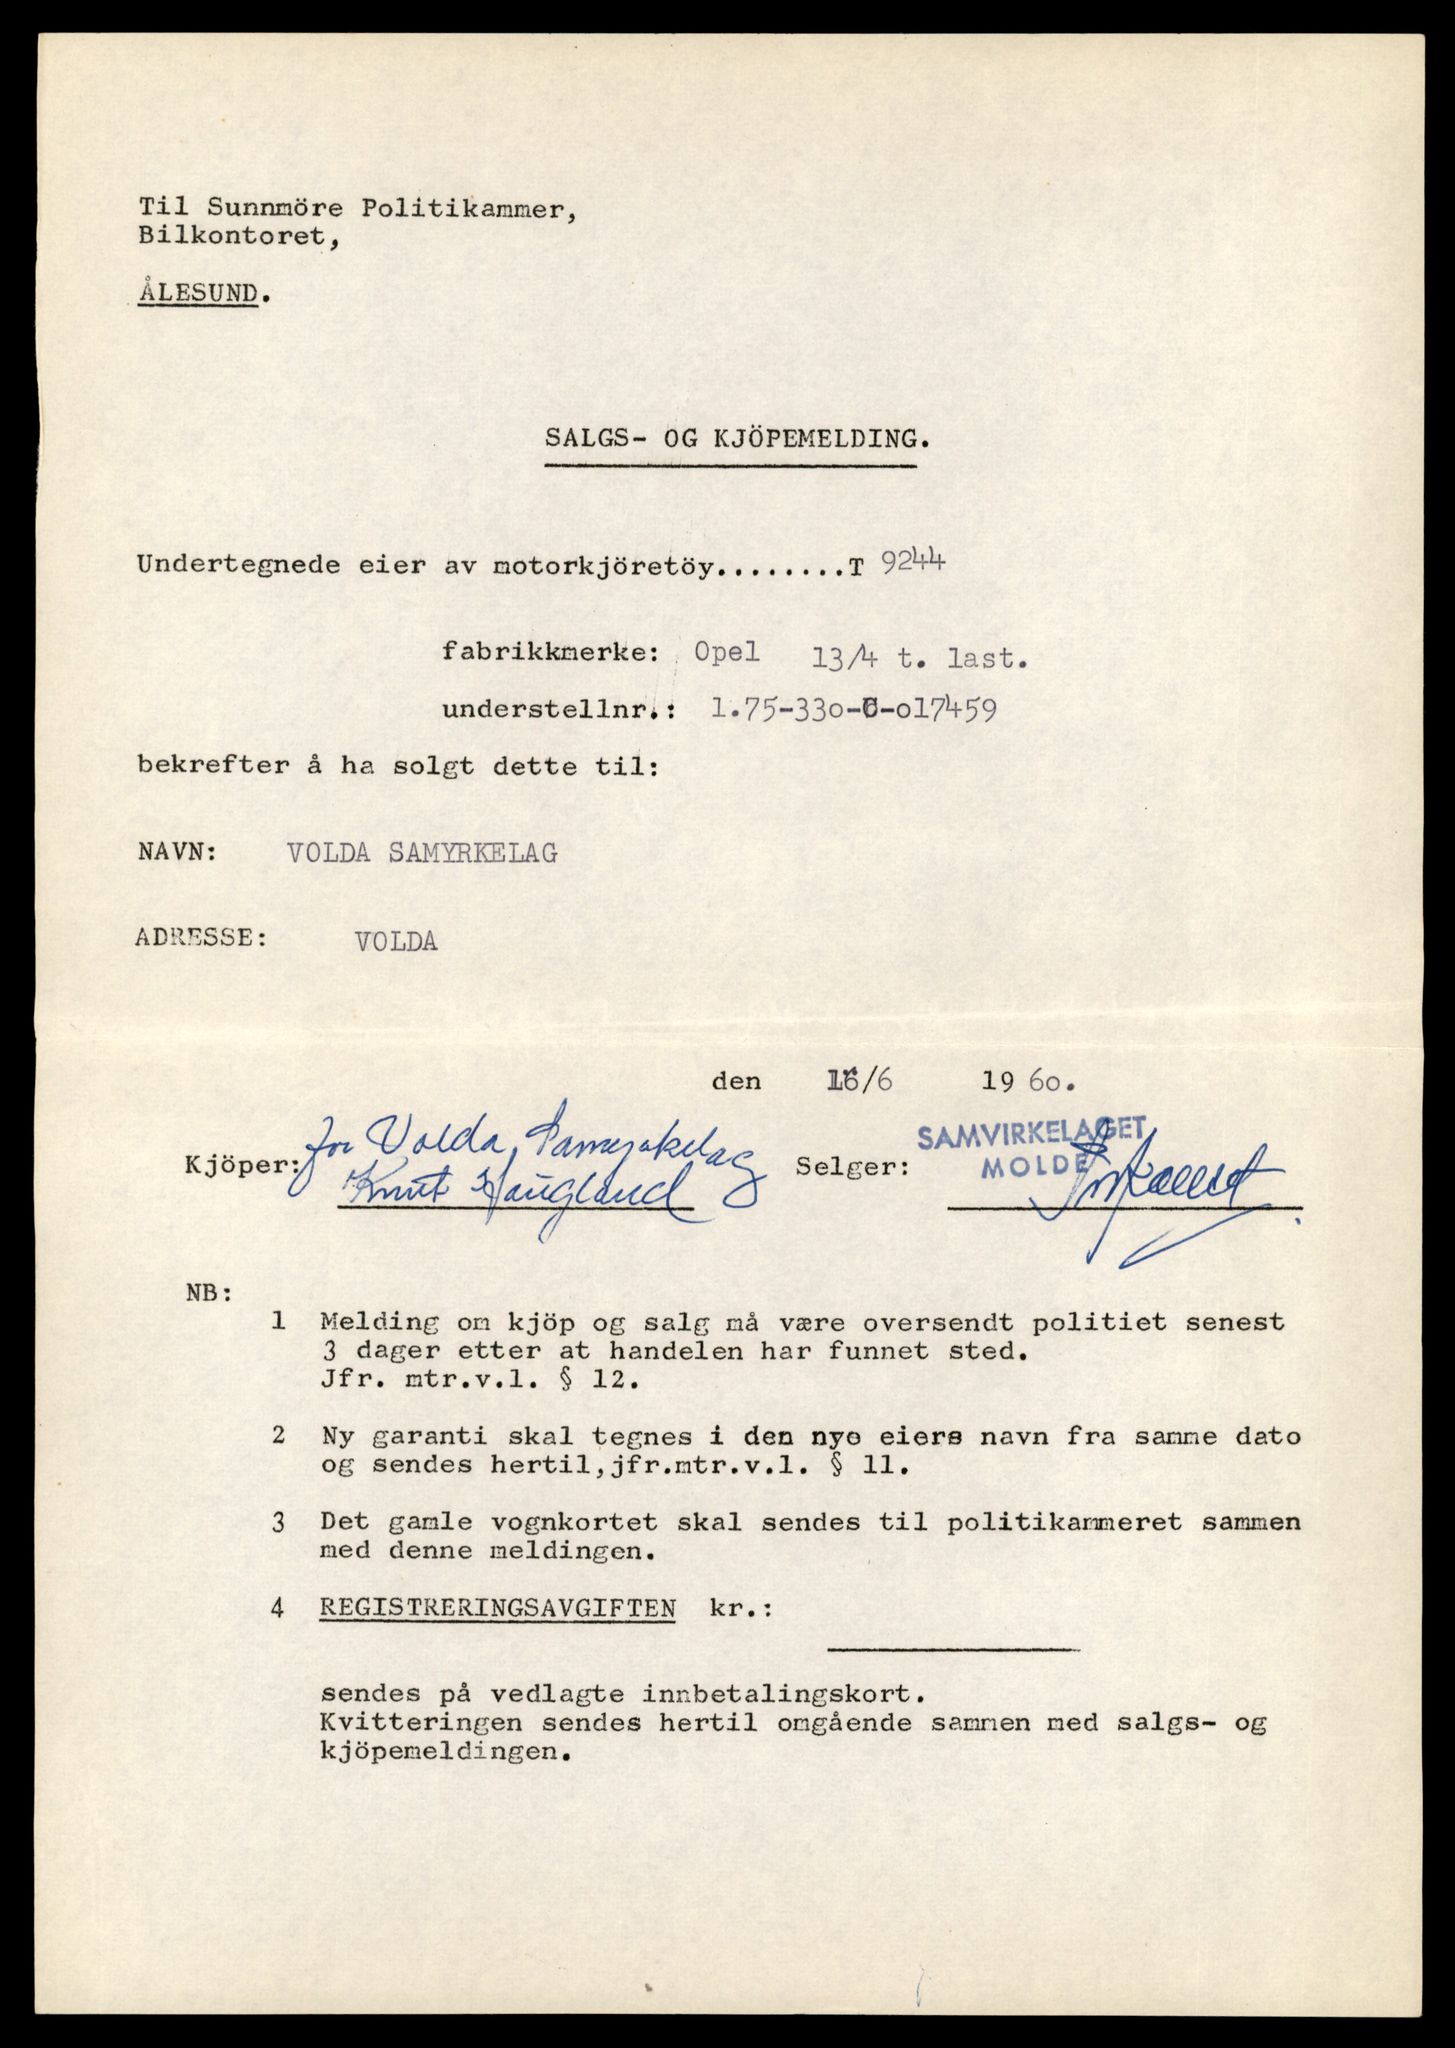 Til Sunnmöre Politikammer,
Bilkontoret,
ÅLESUND.
SALGS- OG KJÖPEMELDING.
Undertegnede eier av motorkjöretöy........T 9244
fabrikkmerke: Opel 13/4 t. last.
understellnr.: 1.75-33o-6-o17459
bekrefter å ha solgt dette til:
NAVN: VOLDA SAMYRKELAG
ADRESSE: VOLDA
den /6 19 60.
for Volda Samyrkelag
SAMVIRKELAGET
MOLDE
Kjöper: Knut Haugland Selger:
NB:
1 Melding om kjöp og salg må være oversendt politiet senest
3 dager etter at handelen har funnet sted.
Jfr. mtr.v.l. § 12.
2 Ny garanti skal tegnes i den nye eiers navn fra samme dato
og sendes hertil,jfr.mtr.v.l. § 11.
3 Det gamle vognkortet skal sendes til politikammeret sammen
med denne meldingen.
4 REGISTRERINGSAVGIFTEN kr.:
sendes på vedlagte innbetalingskort.
Kvitteringen sendes hertil omgående sammen med salgs- og
kjöpemeldingen.